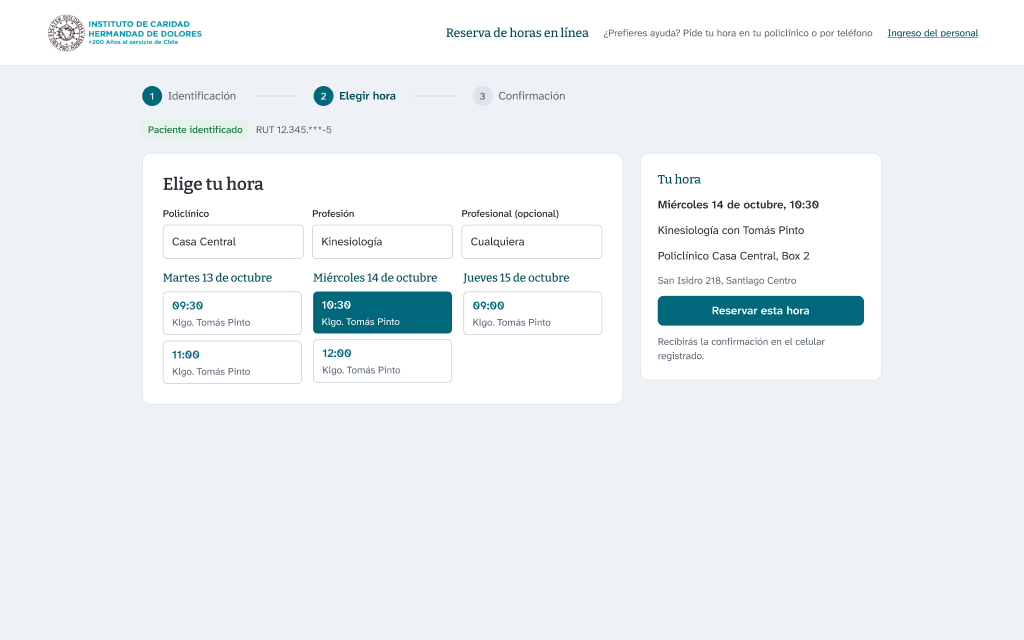 INSTITUTO DE CARIDAD
HERMANDAD DE DOLORES
+200 Años al servicio de Chile
Reserva de horas en línea
¿Prefieres ayuda? Pide tu hora en tu policlínico o por teléfono
Ingreso del personal
1 Identificación
2 Elegir hora
3 Confirmación
Paciente identificado
RUT 12.345.***-5
Elige tu hora
Policlínico
Profesión
Profesional (opcional)
Casa Central
Kinesiología
Cualquiera
Martes 13 de octubre
09:30
Klgo. Tomás Pinto
11:00
Klgo. Tomás Pinto
Miércoles 14 de octubre
10:30
Klgo. Tomás Pinto
12:00
Klgo. Tomás Pinto
Jueves 15 de octubre
09:00
Klgo. Tomás Pinto
Tu hora
Miércoles 14 de octubre, 10:30
Kinesiología con Tomás Pinto
Policlínico Casa Central, Box 2
San Isidro 218, Santiago Centro
Reservar esta hora
Recibirás la confirmación en el celular
registrado.